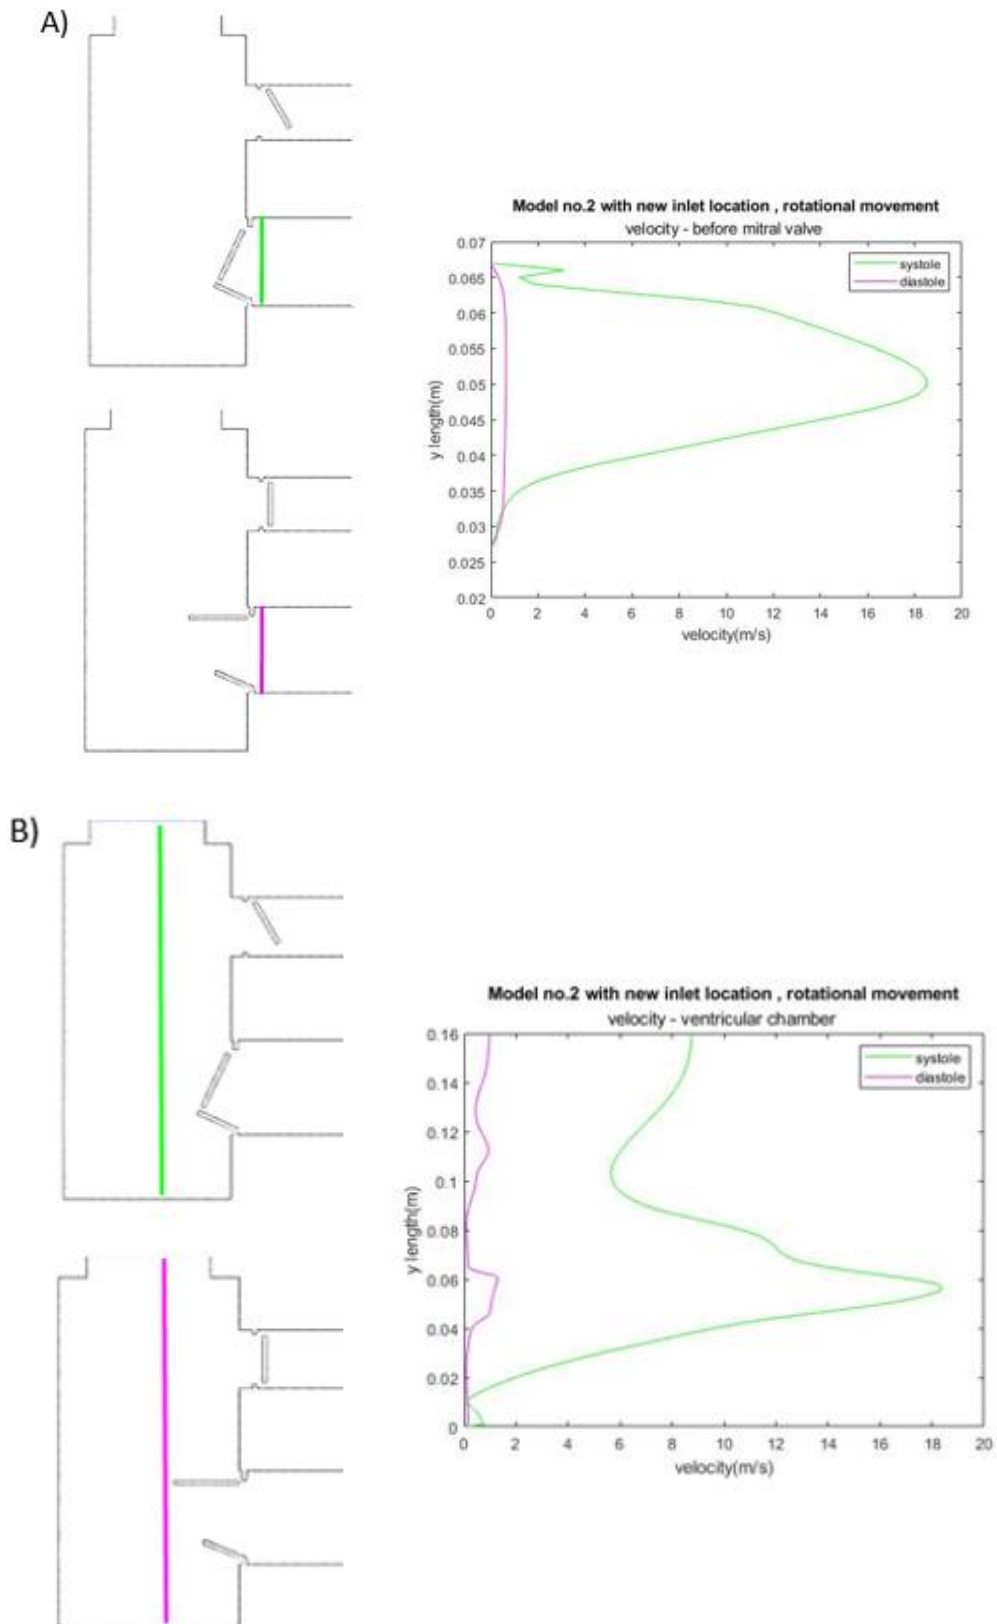 A)
Model no.2 with new inlet location , rotational movement
velocity - before mitral valve
0.07
0.065
0.06
0.055
0.05
0.045
0.04
0.035
0.03
0.025
0.02
y length(m)
systole
diastole
0 2 4 6 8 10 12 14 16 18 20
velocity(m/s)
B)
Model no.2 with new inlet location , rotational movement
velocity - ventricular chamber
0.16
0.14
0.12
0.1
0.08
0.06
0.04
0.02
0
y length(m)
systole
diastole
0 2 4 6 8 10 12 14 16 18 20
velocity(m/s)